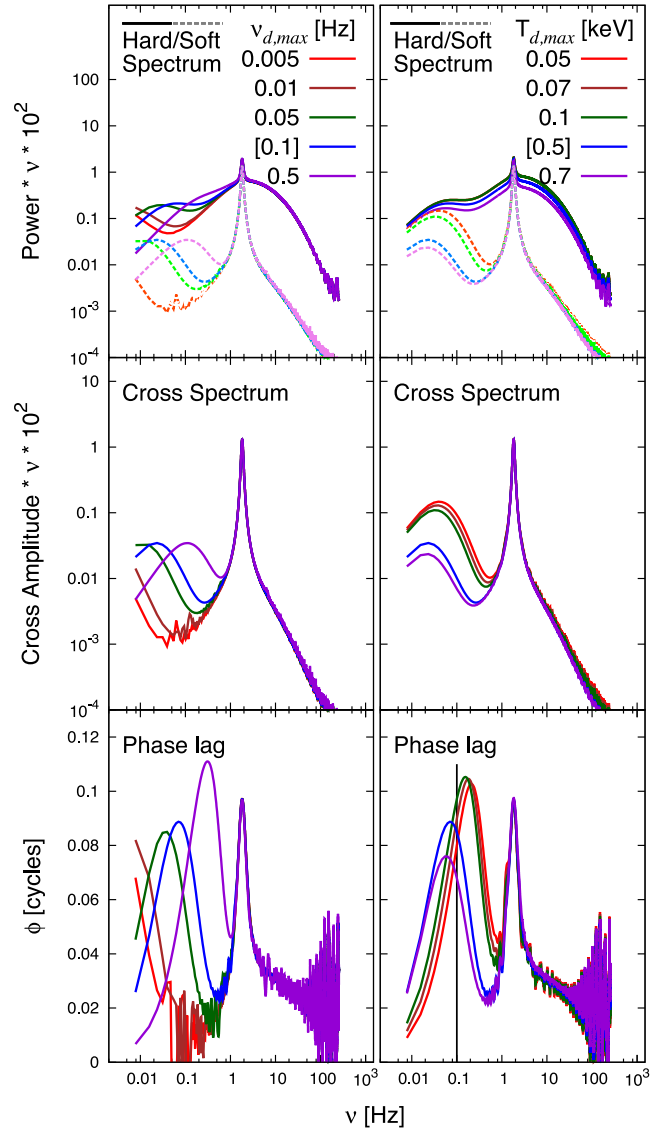 Hard/Soft Spectrum
ν_{d,max} [Hz]
0.005
0.01
0.05
[0.1]
0.5
Hard/Soft Spectrum
T_{d,max} [keV]
0.05
0.07
0.1
[0.5]
0.7
Power * ν * 10^2
100
10
1
0.1
0.01
10^-3
10^-4
Cross Spectrum
Cross Spectrum
Cross Amplitude * ν * 10^2
10
1
0.1
0.01
10^-3
10^-4
Phase lag
Phase lag
ϕ [cycles]
0.12
0.1
0.08
0.06
0.04
0.02
0
0.01 0.1 1 10 100 10^3
0.01 0.1 1 10 100 10^3
ν [Hz]
ν [Hz]